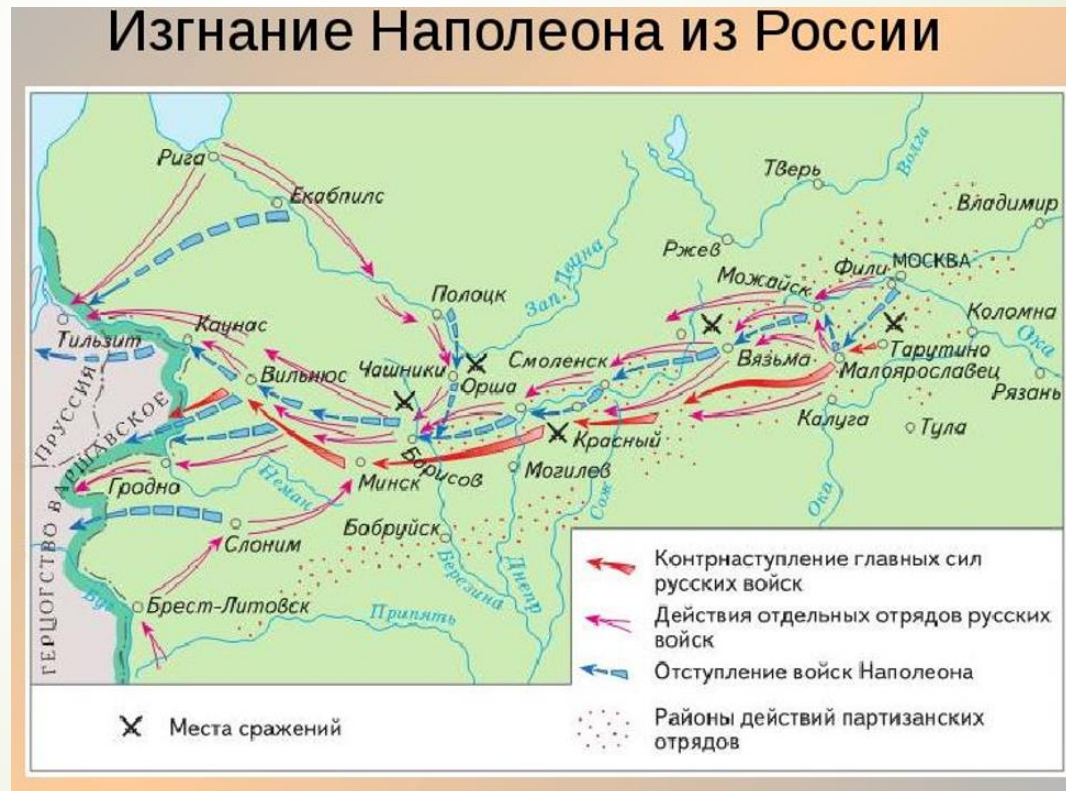 Изгнание Наполеона из России
Рига
Екабпилс
Тверь
Волга
Владимир
Ржев
Зап. Двина
Полоцк
Можайск
Фили
МОСКВА
Коломна
Тильзит
Каунас
Вильнюс
Чашники
Орша
Смоленск
Вязьма
Тарутино
Ока
Малоярославец
Рязань
Калуга
Тула
Красный
ПРУССИЯ
ГЕРЦОГСТВО ВАРШАВСКОЕ
Гродно
Неман
Минск
Борисов
Могилев
Сож
Ока
Слоним
Бобруйск
Березина
Днепр
Буг
Брест-Литовск
Припять
Контрнаступление главных сил
русских войск
Действия отдельных отрядов русских
войск
Отступление войск Наполеона
Районы действий партизанских
отрядов
Места сражений